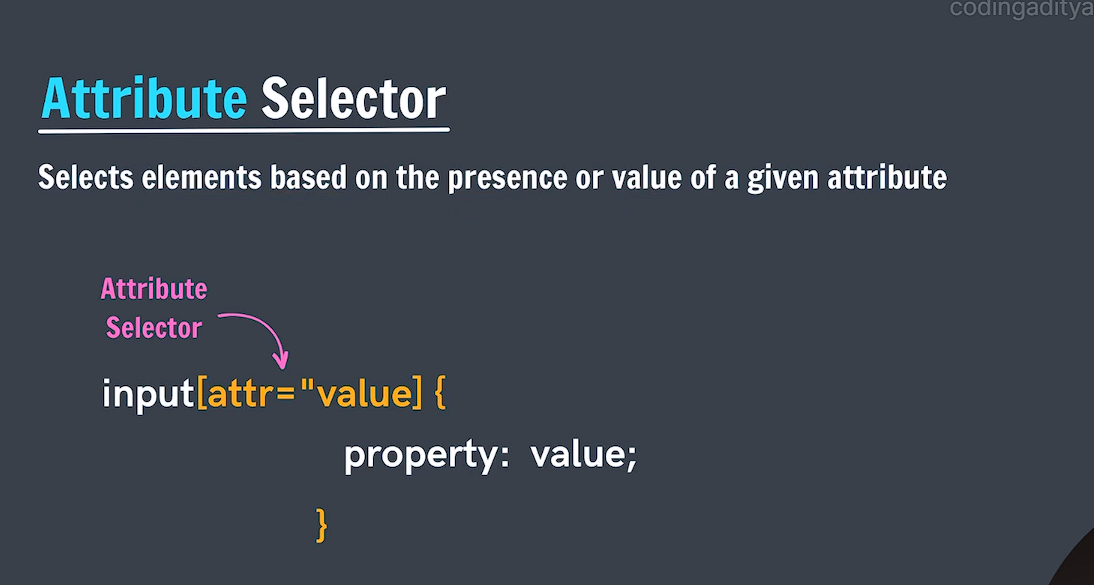 codingaditya
Attribute Selector
Selects elements based on the presence or value of a given attribute
Attribute
Selector
input[attr="value] {
property: value;
}